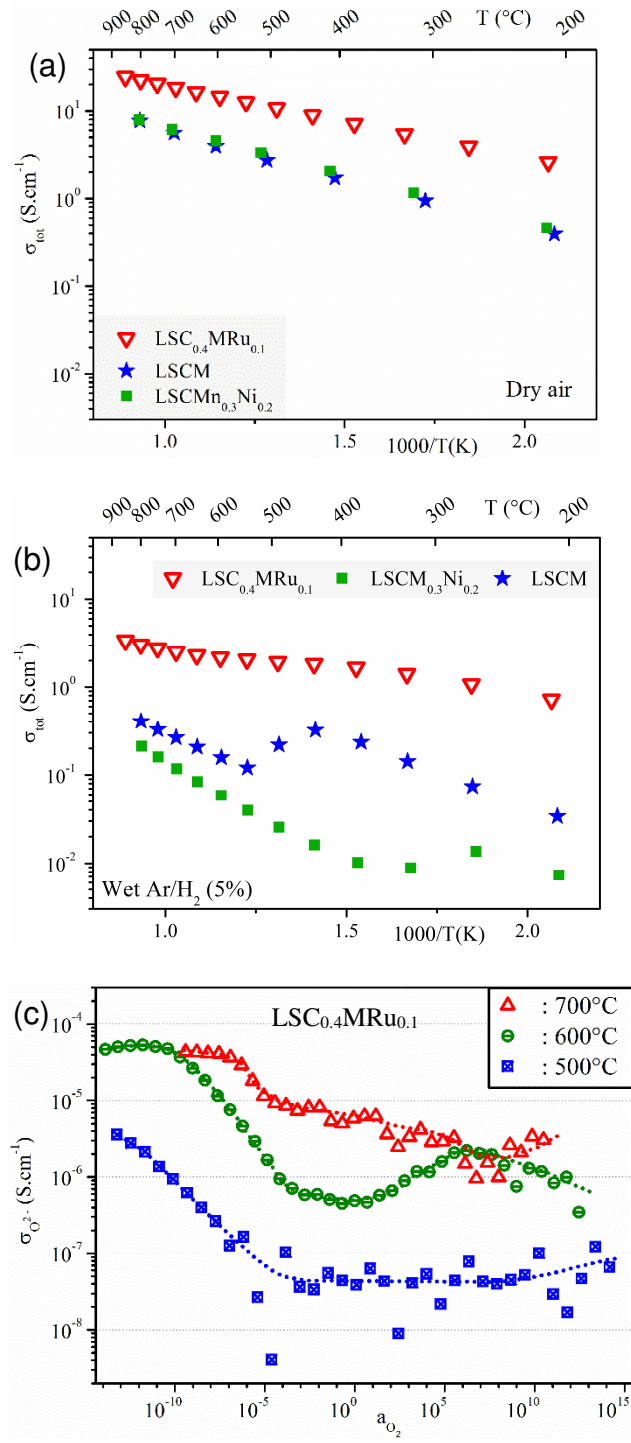 900 800 700 600 500 400 300 T (°C) 200
(a)
10¹
10⁰
10⁻¹
10⁻²
σtot (S.cm⁻¹)
LSC₀.₄MRu₀.₁
LSCM
LSCMn₀.₃Ni₀.₂
Dry air
1.0 1.5 2.0
1000/T(K)
900 800 700 600 500 400 300 T (°C) 200
(b)
LSC₀.₄MRu₀.₁ LSCM₀.₃Ni₀.₂ LSCM
10¹
10⁰
10⁻¹
10⁻²
σtot (S.cm⁻¹)
Wet Ar/H₂ (5%)
1.0 1.5 2.0
1000/T(K)
(c)
LSC₀.₄MRu₀.₁
: 700°C
: 600°C
: 500°C
10⁻⁴
10⁻⁵
10⁻⁶
10⁻⁷
10⁻⁸
σO²⁻ (S.cm⁻¹)
10⁻¹⁰ 10⁻⁵ 10⁰ 10⁵ 10¹⁰ 10¹⁵
aO₂